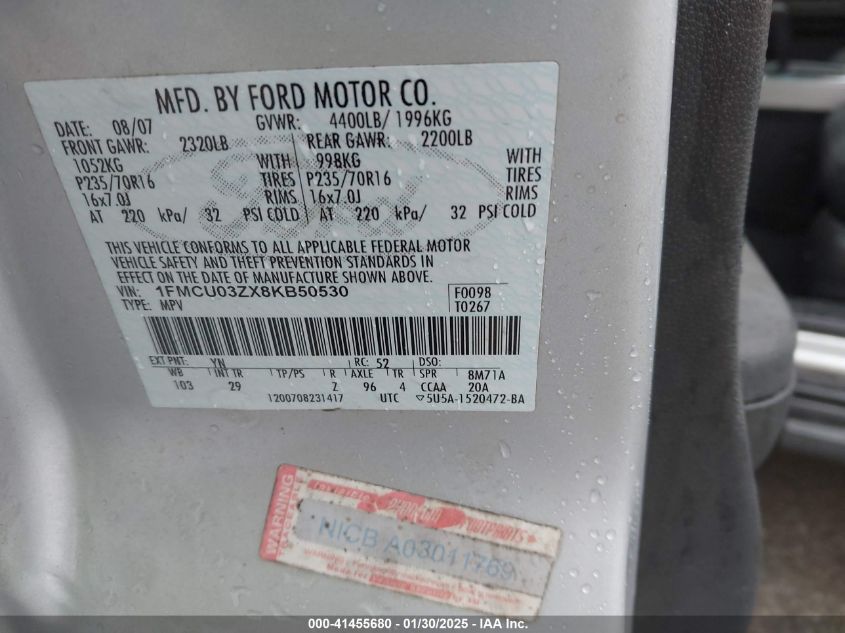 MFD. BY FORD MOTOR CO.
DATE: 08/07 GVWR: 4400LB/ 1996KG
FRONT GAWR: 2320LB REAR GAWR: 2200LB
1052KG WITH 998KG WITH
P235/70R16 TIRES P235/70R16 TIRES
16x7.0J RIMS 16x7.0J RIMS
AT 220 kPa/ 32 PSI COLD AT 220 kPa/ 32 PSI COLD
THIS VEHICLE CONFORMS TO ALL APPLICABLE FEDERAL MOTOR
VEHICLE SAFETY AND THEFT PREVENTION STANDARDS IN
EFFECT ON THE DATE OF MANUFACTURE SHOWN ABOVE.
VIN: 1FMCU03ZX8KB50530 F0098
TYPE: MPV T0267
EXT PNT: YN RC: 52 DSO:
WB INT TR TP/PS R AXLE TR SPR 8M71A
103 29 2 96 4 CCAA 20A
1200708231417 UTC ▽5U5A-1520472-BA
WARNING
TRACEABLE
NICB A03011769
000-41455680 - 01/30/2025 - IAA Inc.